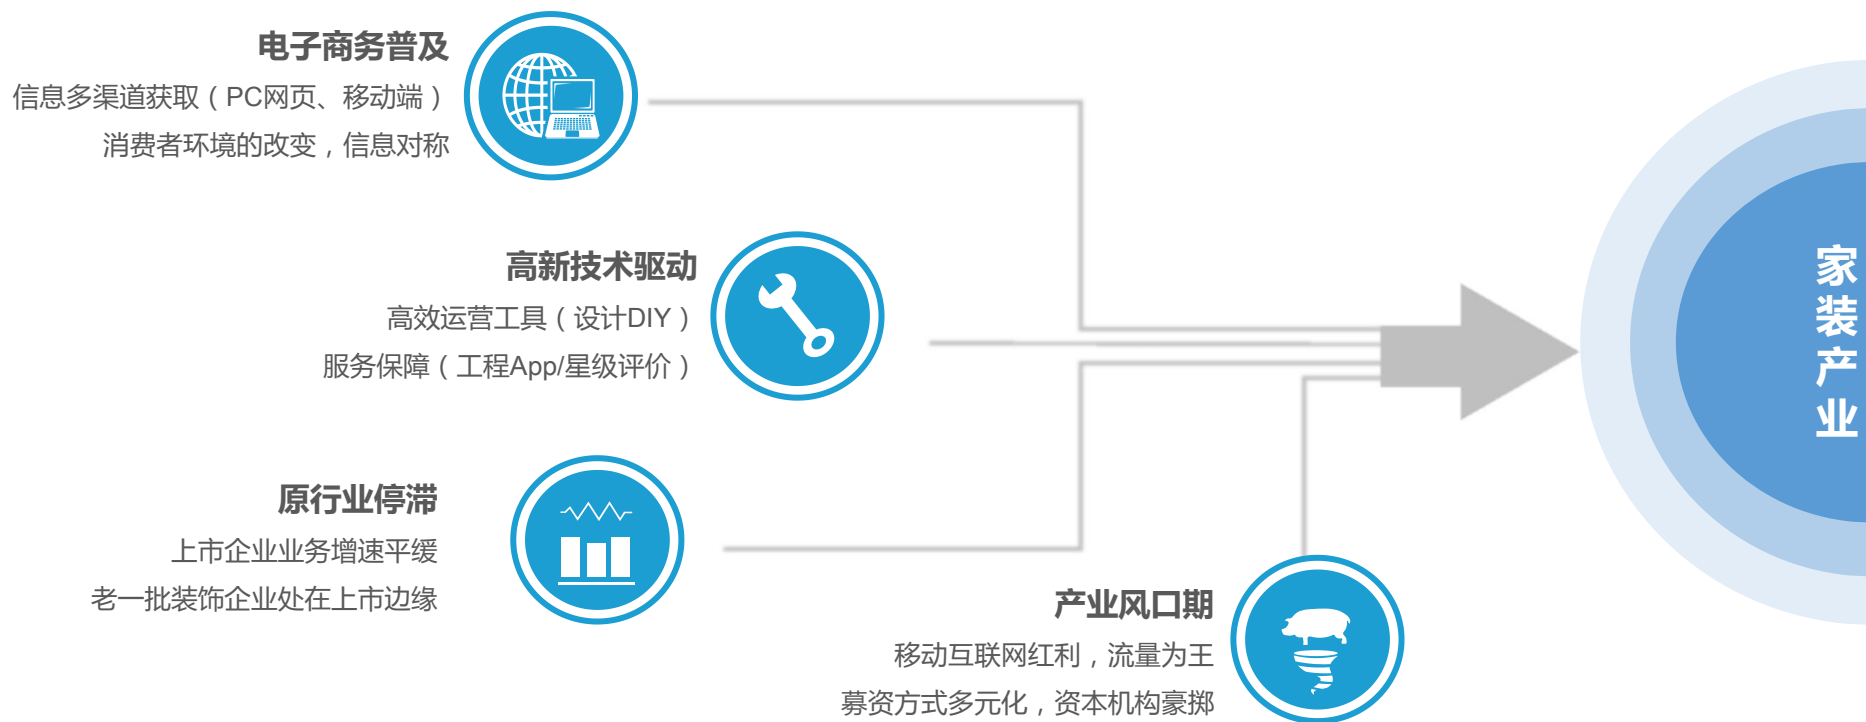 电子商务普及
信息多渠道获取（PC网页、移动端）
消费者环境的改变，信息对称
高新技术驱动
高效运营工具（设计DIY）
服务保障（工程App/星级评价）
原行业停滞
上市企业业务增速平缓
老一批装饰企业处在上市边缘
产业风口期
移动互联网红利，流量为王
募资方式多元化，资本机构豪掷
家装产业